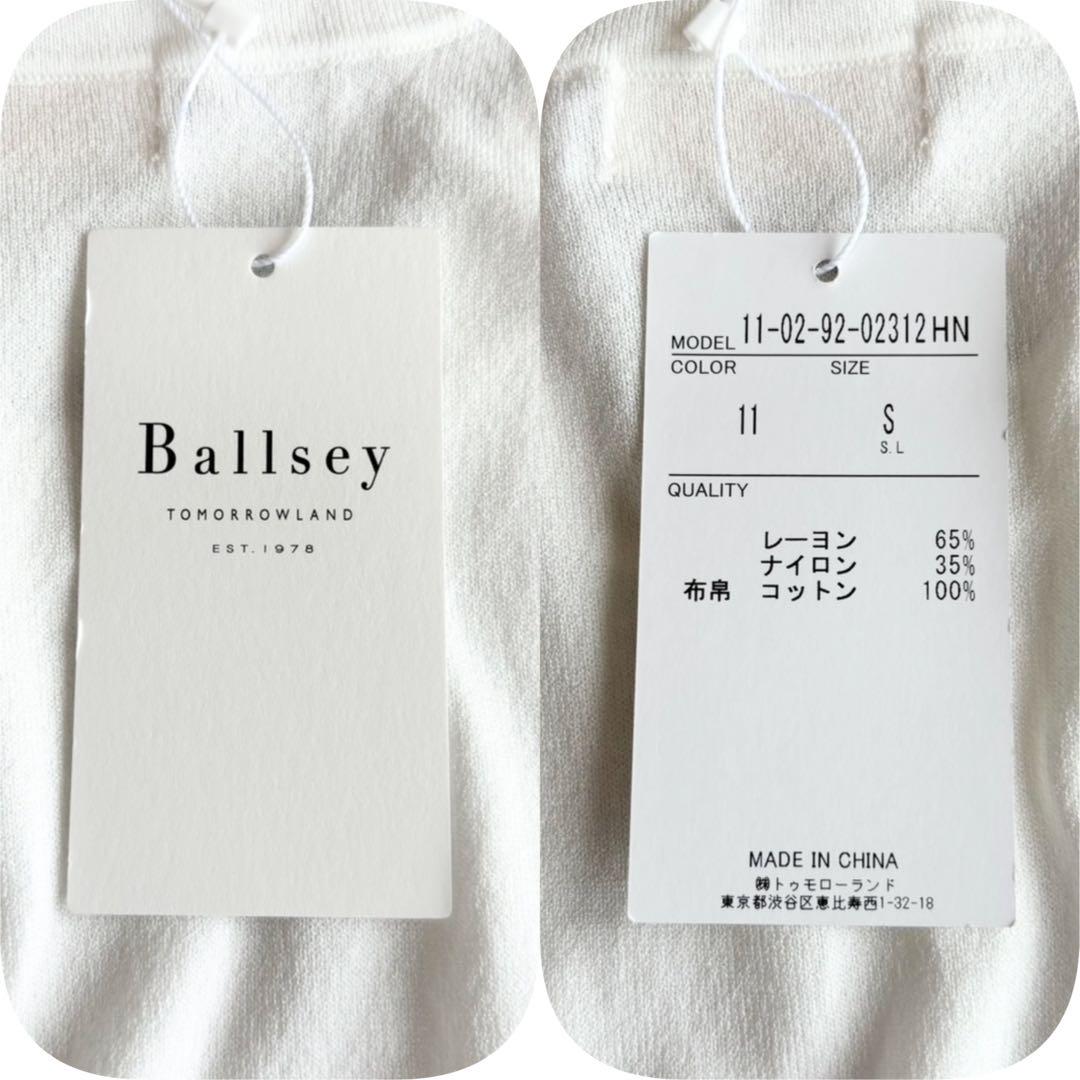 Ballsey
TOMORROWLAND
EST. 1978
MODEL 11-02-92-02312HN
COLOR SIZE
11 S
S.L
QUALITY
レーヨン 65%
ナイロン 35%
布帛 コットン 100%
MADE IN CHINA
㈱トゥモローランド
東京都渋谷区恵比寿西1-32-18